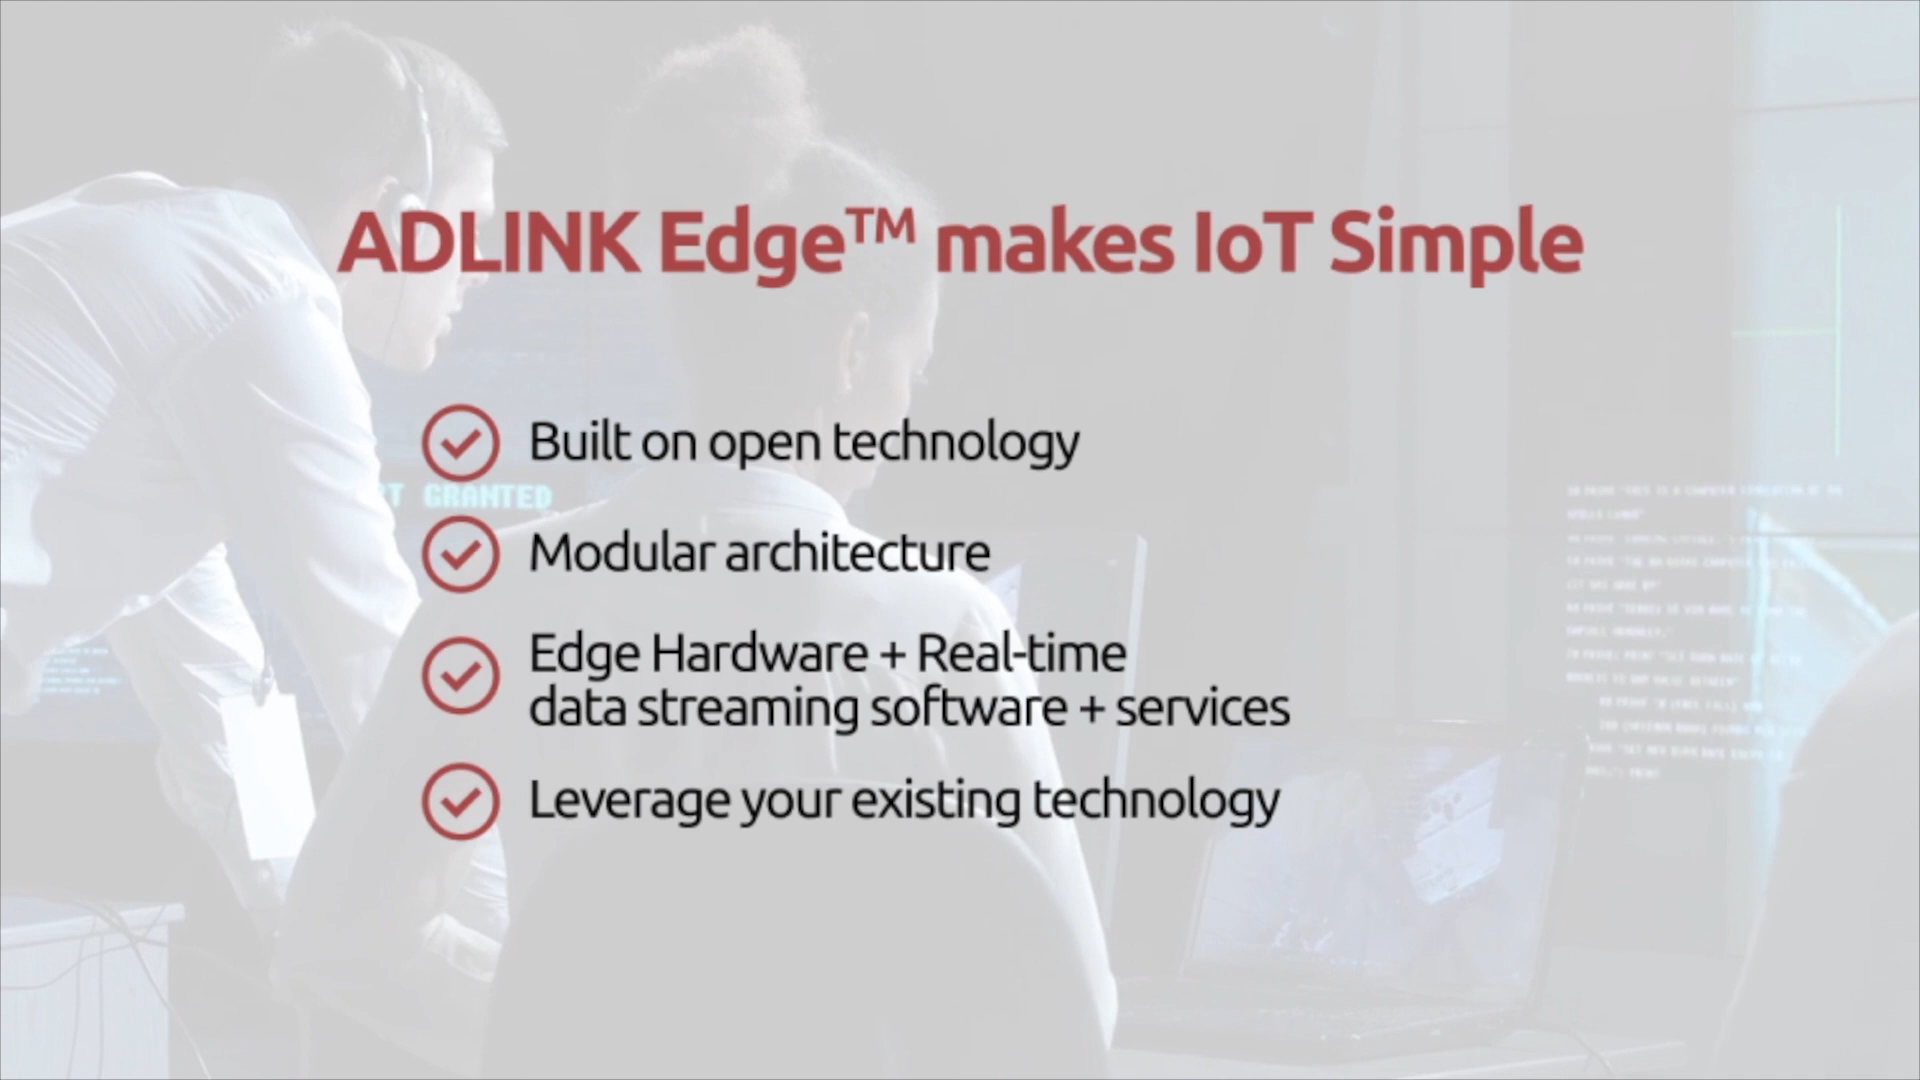 ADLINK Edge™ makes IoT Simple
Built on open technology
GRANTED
Modular architecture
Edge Hardware + Real-time
data streaming software + services
Leverage your existing technology